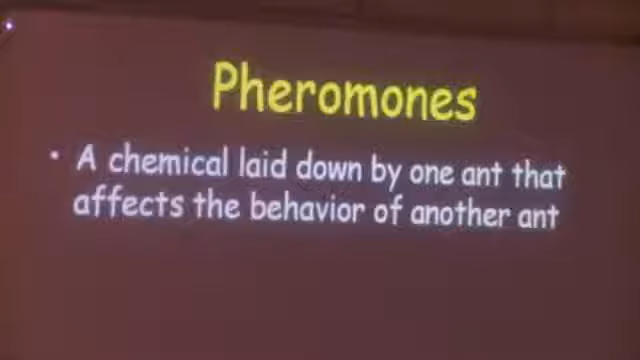 Pheromones
• A chemical laid down by one ant that
affects the behavior of another ant